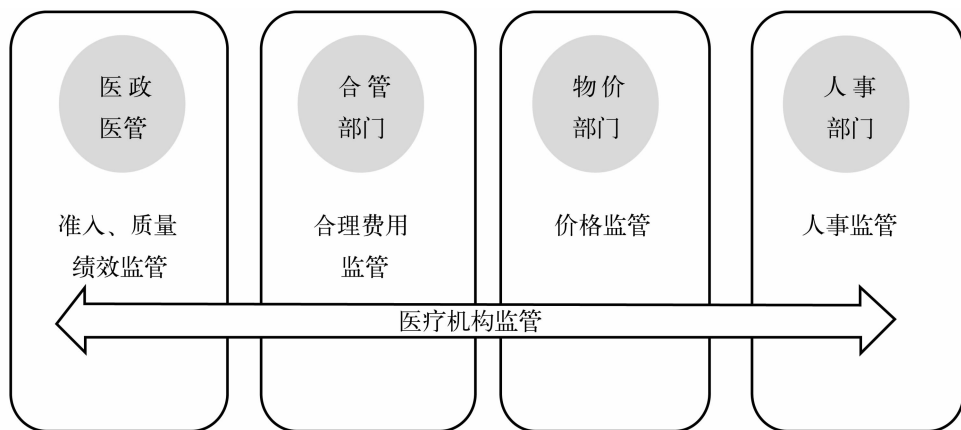 医政
医管
准入、质量
绩效监管
合管
部门
合理费用
监管
物价
部门
价格监管
人事
部门
人事监管
医疗机构监管